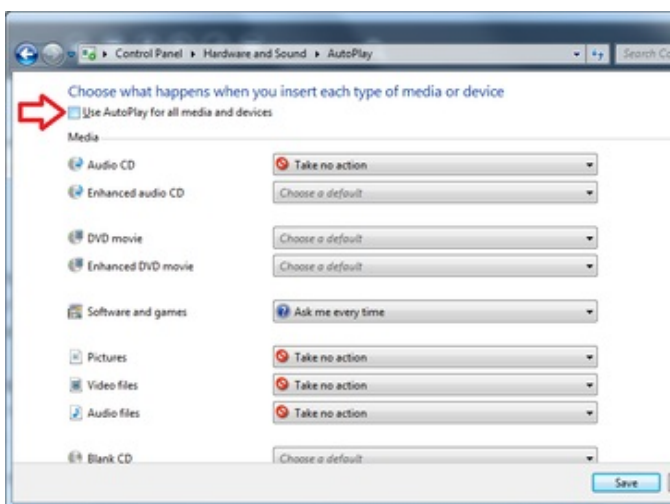 Control Panel ▸ Hardware and Sound ▸ AutoPlay
Search Co
Choose what happens when you insert each type of media or device
Use AutoPlay for all media and devices
Media
Audio CD Take no action
Enhanced audio CD Choose a default
DVD movie Choose a default
Enhanced DVD movie Choose a default
Software and games Ask me every time
Pictures Take no action
Video files Take no action
Audio files Take no action
Blank CD Choose a default
Save